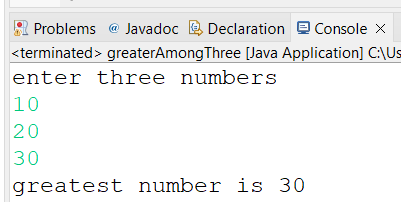 Problems Javadoc Declaration Console
<terminated> greaterAmongThree [Java Application] C:\Us
enter three numbers
10
20
30
greatest number is 30